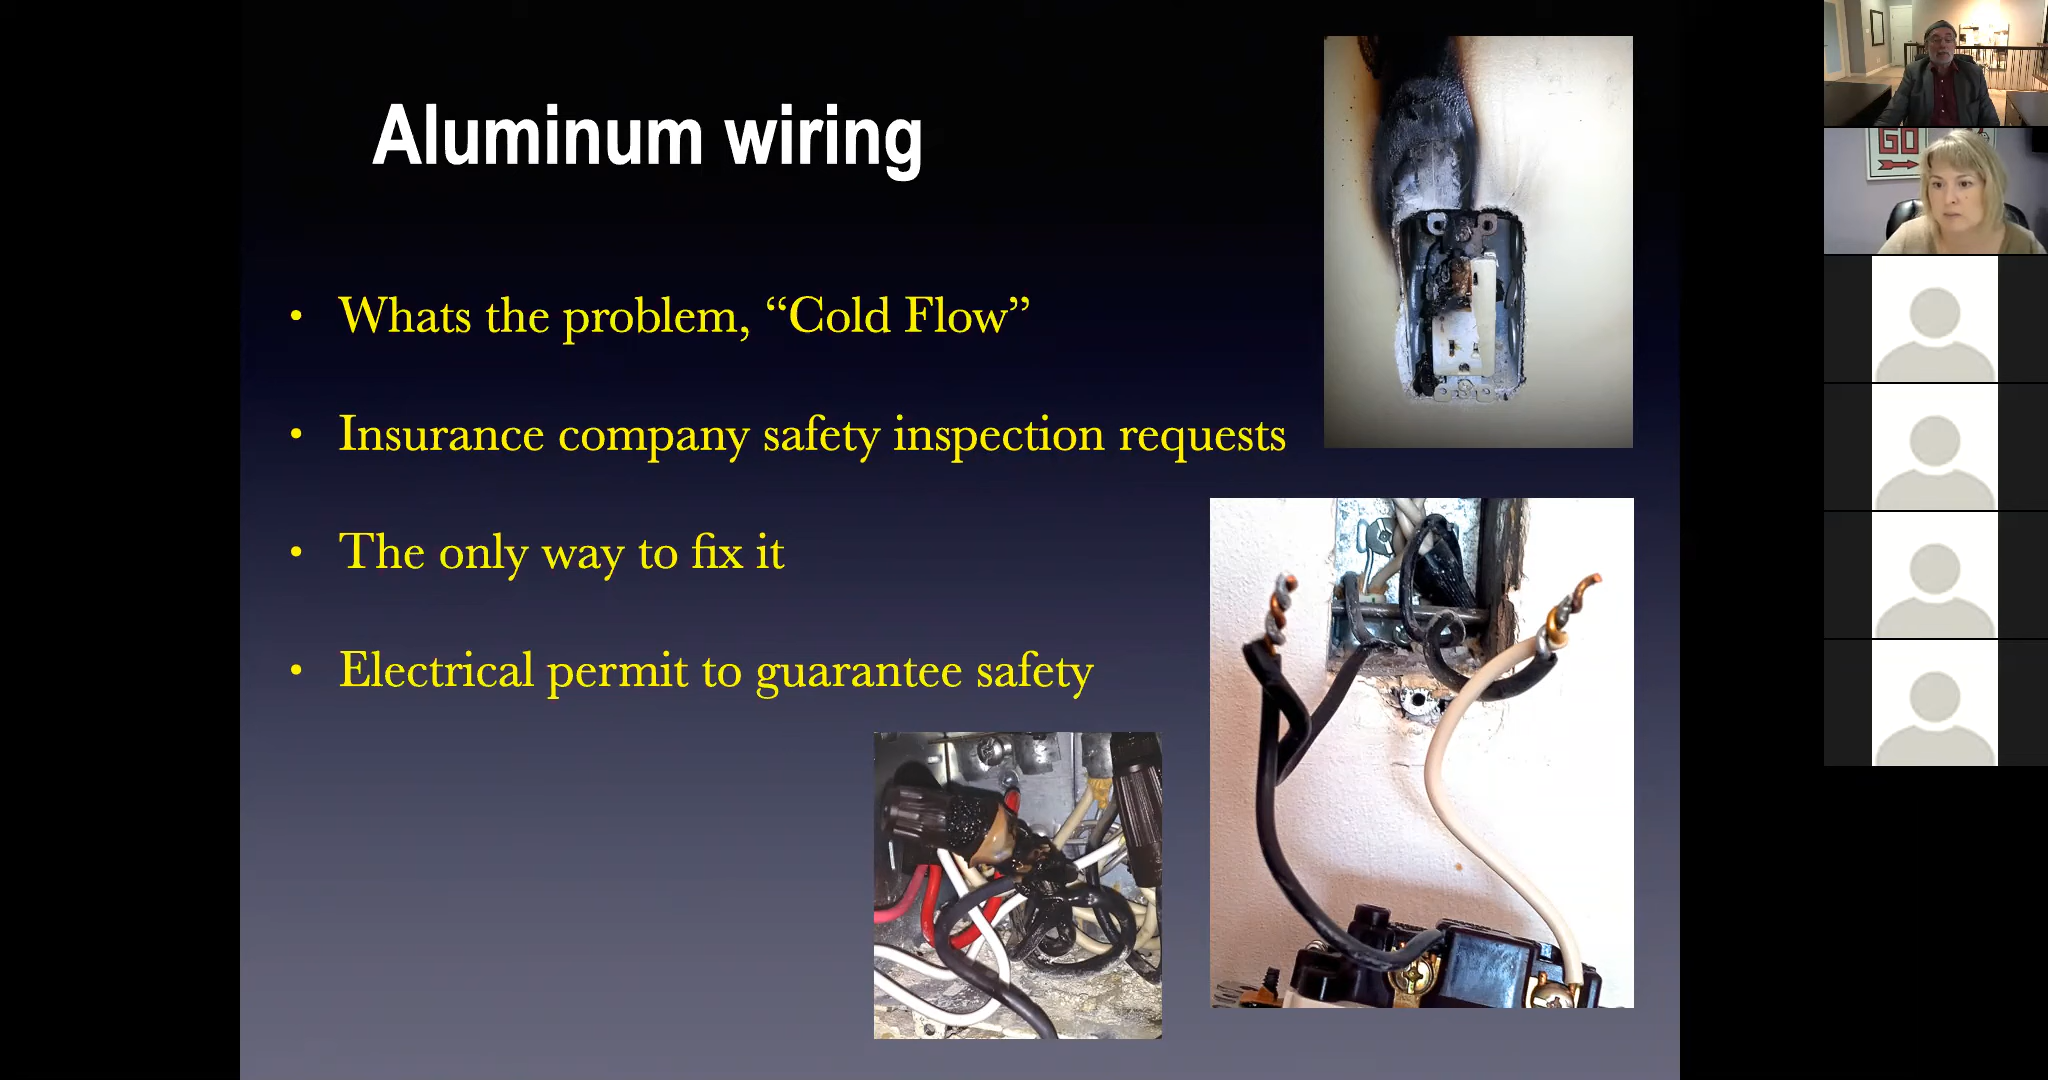 Aluminum wiring
• Whats the problem, “Cold Flow”
• Insurance company safety inspection requests
• The only way to fix it
• Electrical permit to guarantee safety
GO